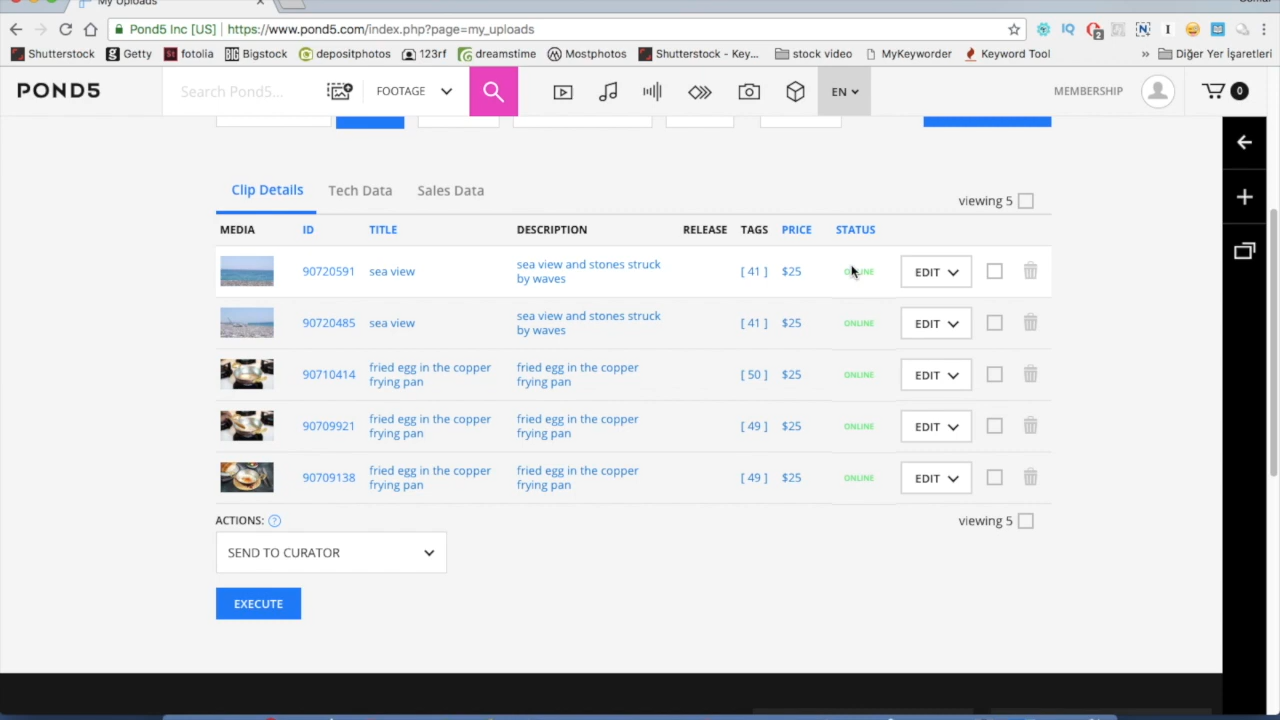 My Uploads
Pond5 Inc [US] https://www.pond5.com/index.php?page=my_uploads
Shutterstock Getty fotolia Bigstock depositphotos 123rf dreamstime Mostphotos Shutterstock - Key... stock video MyKeyworder Keyword Tool » Diğer Yer İşaretleri
POND5 Search Pond5... FOOTAGE EN MEMBERSHIP 0
Clip Details Tech Data Sales Data
viewing 5
MEDIA ID TITLE DESCRIPTION RELEASE TAGS PRICE STATUS
90720591 sea view sea view and stones struck by waves [ 41 ] $25 ONLINE EDIT
90720485 sea view sea view and stones struck by waves [ 41 ] $25 ONLINE EDIT
90710414 fried egg in the copper frying pan fried egg in the copper frying pan [ 50 ] $25 ONLINE EDIT
90709921 fried egg in the copper frying pan fried egg in the copper frying pan [ 49 ] $25 ONLINE EDIT
90709138 fried egg in the copper frying pan fried egg in the copper frying pan [ 49 ] $25 ONLINE EDIT
ACTIONS: ? viewing 5
SEND TO CURATOR
EXECUTE